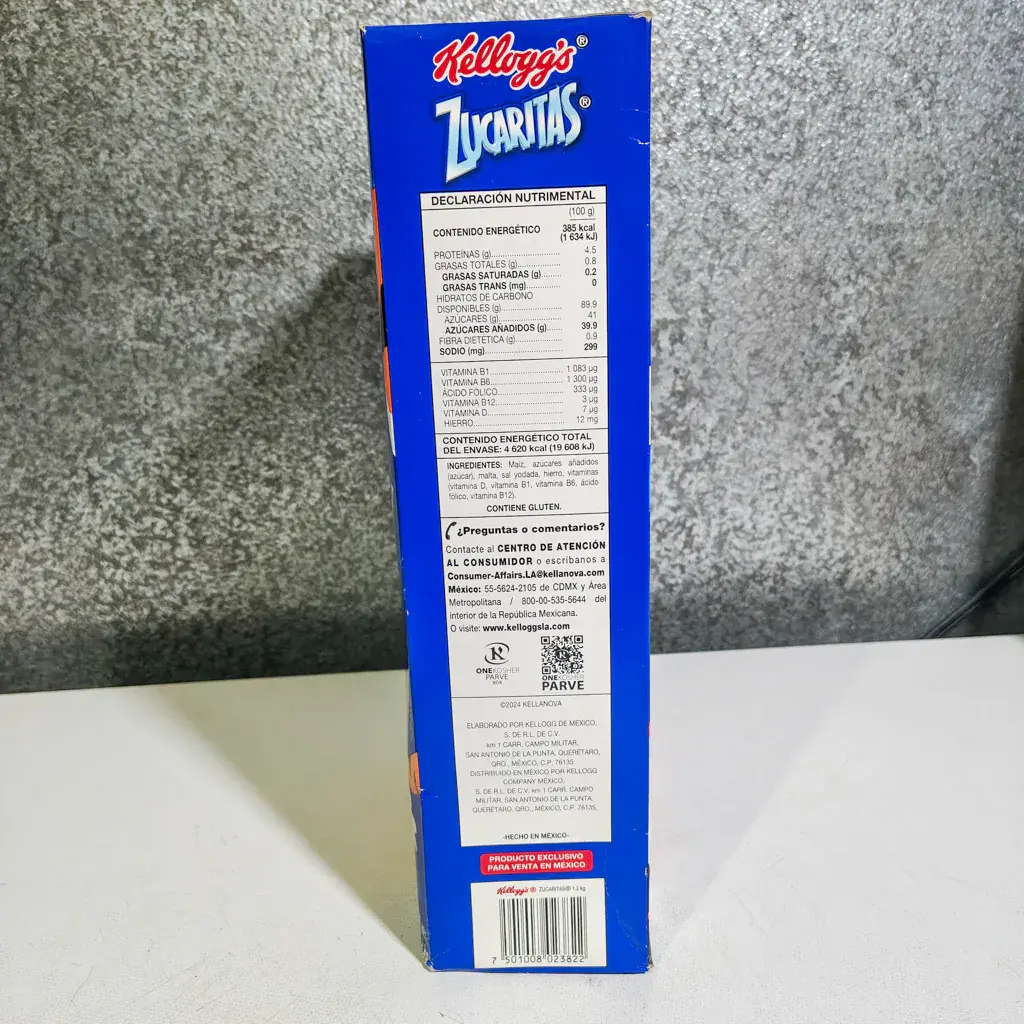 Kellogg's®
ZUCARITAS®
DECLARACIÓN NUTRIMENTAL
(100 g)
CONTENIDO ENERGÉTICO 385 kcal
(1 634 kJ)
PROTEÍNAS (g).................... 4.5
GRASAS TOTALES (g)............ 0.8
GRASAS SATURADAS (g)....... 0.2
GRASAS TRANS (mg)............ 0
HIDRATOS DE CARBONO
DISPONIBLES (g)................. 89.9
AZÚCARES (g)................... 41
AZÚCARES AÑADIDOS (g)..... 39.9
FIBRA DIETÉTICA (g)............. 0.9
SODIO (mg)........................ 299
VITAMINA B1....................... 1 083 µg
VITAMINA B6....................... 1 300 µg
ÁCIDO FÓLICO.................... 333 µg
VITAMINA B12..................... 3 µg
VITAMINA D........................ 7 µg
HIERRO............................. 12 mg
CONTENIDO ENERGÉTICO TOTAL
DEL ENVASE: 4 620 kcal (19 608 kJ)
INGREDIENTES: Maíz, azúcares añadidos
(azúcar), malta, sal yodada, hierro, vitaminas
(vitamina D, vitamina B1, vitamina B6, ácido
fólico, vitamina B12).
CONTIENE GLUTEN.
¿Preguntas o comentarios?
Contacte al CENTRO DE ATENCIÓN
AL CONSUMIDOR o escríbanos a
Consumer-Affairs.LA@kellanova.com
México: 55-5624-2105 de CDMX y Área
Metropolitana / 800-00-535-5644 del
interior de la República Mexicana.
O visite: www.kelloggsla.com
K
ONEKOSHER
PARVE
804
ONEKOSHER
PARVE
©2024 KELLANOVA
ELABORADO POR KELLOGG DE MÉXICO,
S. DE R.L. DE C.V.
km 1 CARR. CAMPO MILITAR,
SAN ANTONIO DE LA PUNTA, QUERÉTARO,
QRO., MÉXICO, C.P. 76135.
DISTRIBUIDO EN MÉXICO POR KELLOGG
COMPANY MÉXICO,
S. DE R.L. DE C.V. km 1 CARR. CAMPO
MILITAR, SAN ANTONIO DE LA PUNTA,
QUERÉTARO, QRO., MÉXICO, C.P. 76135.
-HECHO EN MÉXICO-
PRODUCTO EXCLUSIVO
PARA VENTA EN MÉXICO
Kellogg's® ZUCARITAS® 1.2 kg
7 501008 023822